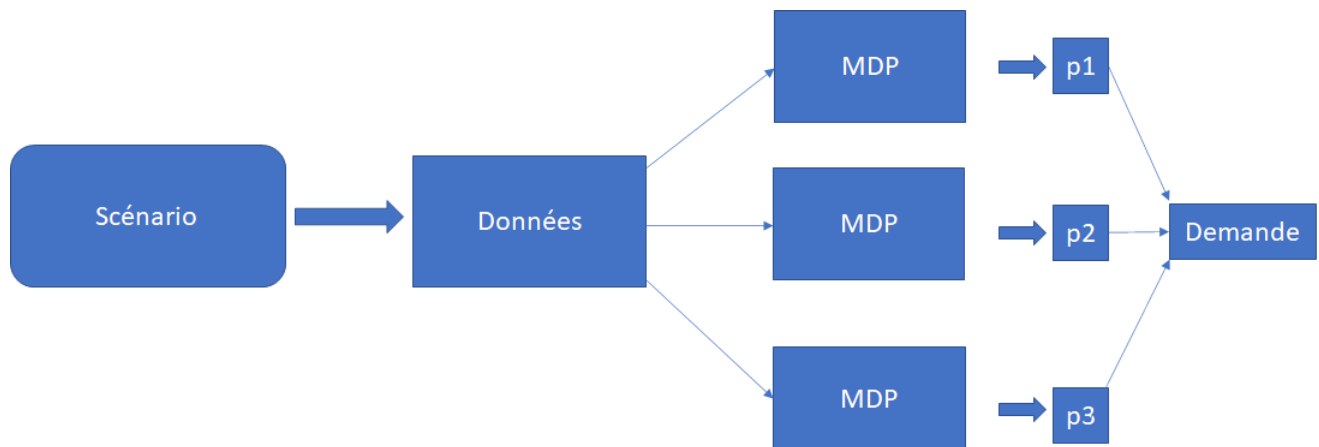 Scénario
Données
MDP
MDP
MDP
p1
p2
p3
Demande